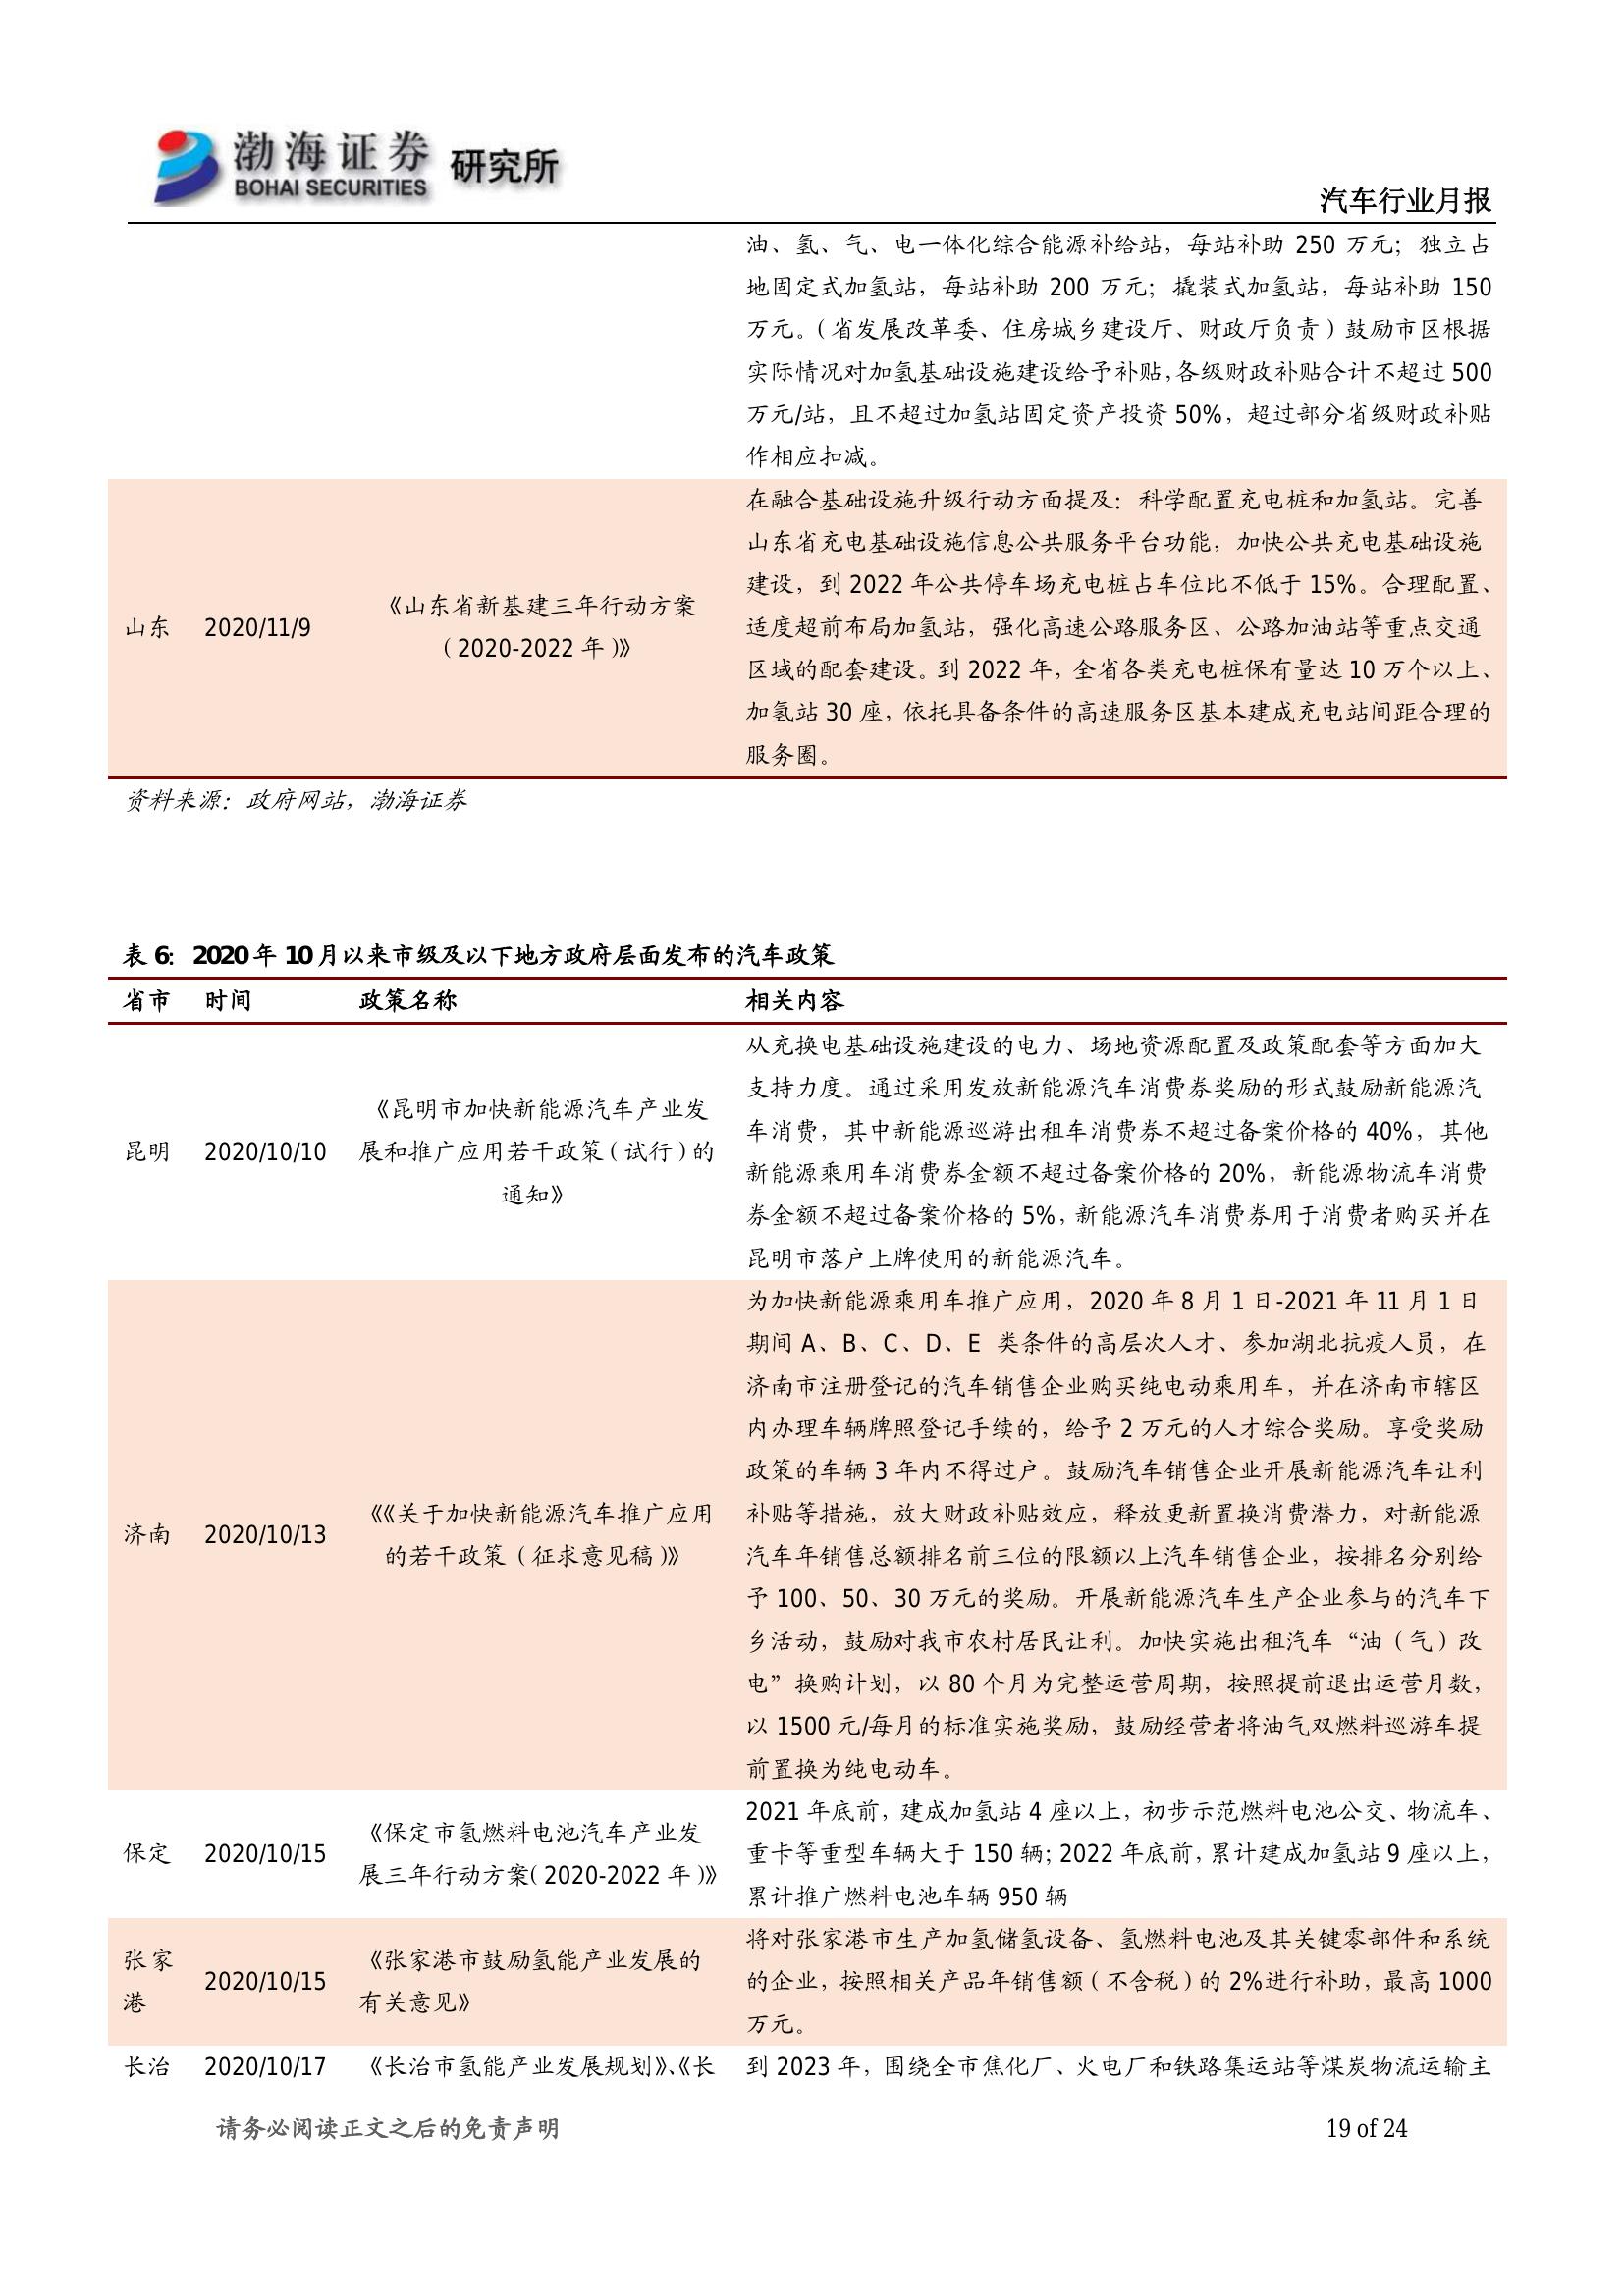 渤海证券 研究所
BOHAI SECURITIES
汽车行业月报
油、氢、气、电一体化综合能源补给站，每站补助 250 万元；独立占
地固定式加氢站，每站补助 200 万元；撬装式加氢站，每站补助 150
万元。（省发展改革委、住房城乡建设厅、财政厅负责）鼓励市区根据
实际情况对加氢基础设施建设给予补贴，各级财政补贴合计不超过 500
万元/站，且不超过加氢站固定资产投资 50%，超过部分省级财政补贴
作相应扣减。
山东 2020/11/9
《山东省新基建三年行动方案
（2020-2022 年）》
在融合基础设施升级行动方面提及：科学配置充电桩和加氢站。完善
山东省充电基础设施信息公共服务平台功能，加快公共充电基础设施
建设，到 2022 年公共停车场充电桩占车位比不低于 15%。合理配置、
适度超前布局加氢站，强化高速公路服务区、公路加油站等重点交通
区域的配套建设。到 2022 年，全省各类充电桩保有量达 10 万个以上、
加氢站 30 座，依托具备条件的高速服务区基本建成充电站间距合理的
服务圈。
资料来源：政府网站，渤海证券
表 6：2020 年 10 月以来市级及以下地方政府层面发布的汽车政策
省市 时间 政策名称 相关内容
昆明 2020/10/10
《昆明市加快新能源汽车产业发
展和推广应用若干政策（试行）的
通知》
从充换电基础设施建设的电力、场地资源配置及政策配套等方面加大
支持力度。通过采用发放新能源汽车消费券奖励的形式鼓励新能源汽
车消费，其中新能源巡游出租车消费券不超过备案价格的 40%，其他
新能源乘用车消费券金额不超过备案价格的 20%，新能源物流车消费
券金额不超过备案价格的 5%，新能源汽车消费券用于消费者购买并在
昆明市落户上牌使用的新能源汽车。
济南 2020/10/13
《《关于加快新能源汽车推广应用
的若干政策（征求意见稿）》
为加快新能源乘用车推广应用，2020 年 8 月 1 日-2021 年 11 月 1 日
期间 A、B、C、D、E 类条件的高层次人才、参加湖北抗疫人员，在
济南市注册登记的汽车销售企业购买纯电动乘用车，并在济南市辖区
内办理车辆牌照登记手续的，给予 2 万元的人才综合奖励。享受奖励
政策的车辆 3 年内不得过户。鼓励汽车销售企业开展新能源汽车让利
补贴等措施，放大财政补贴效应，释放更新置换消费潜力，对新能源
汽车年销售总额排名前三位的限额以上汽车销售企业，按排名分别给
予 100、50、30 万元的奖励。开展新能源汽车生产企业参与的汽车下
乡活动，鼓励对我市农村居民让利。加快实施出租汽车“油（气）改
电”换购计划，以 80 个月为完整运营周期，按照提前退出运营月数，
以 1500 元/每月的标准实施奖励，鼓励经营者将油气双燃料巡游车提
前置换为纯电动车。
保定 2020/10/15
《保定市氢燃料电池汽车产业发
展三年行动方案（2020-2022 年）》
2021 年底前，建成加氢站 4 座以上，初步示范燃料电池公交、物流车、
重卡等重型车辆大于 150 辆；2022 年底前，累计建成加氢站 9 座以上，
累计推广燃料电池车辆 950 辆
张家
港
2020/10/15
《张家港市鼓励氢能产业发展的
有关意见》
将对张家港市生产加氢储氢设备、氢燃料电池及其关键零部件和系统
的企业，按照相关产品年销售额（不含税）的 2%进行补助，最高 1000
万元。
长治 2020/10/17 《长治市氢能产业发展规划》、《长 到 2023 年，围绕全市焦化厂、火电厂和铁路集运站等煤炭物流运输主
请务必阅读正文之后的免责声明 19 of 24